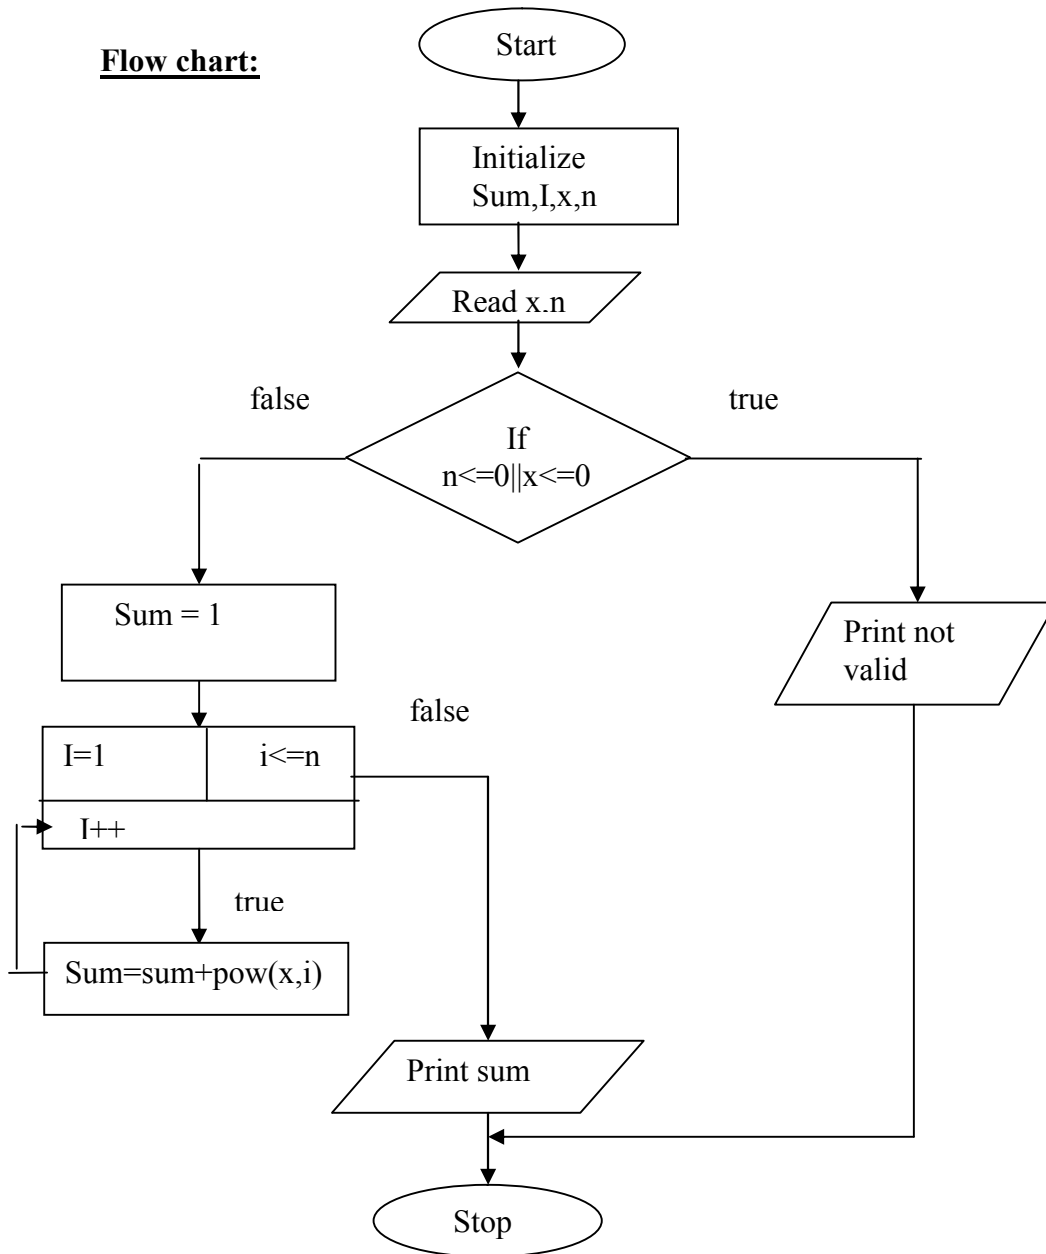 Flow chart:
Start
Initialize
Sum,I,x,n
Read x.n
false
true
If
n<=0||x<=0
Sum = 1
Print not
valid
false
I=1
i<=n
I++
true
Sum=sum+pow(x,i)
Print sum
Stop